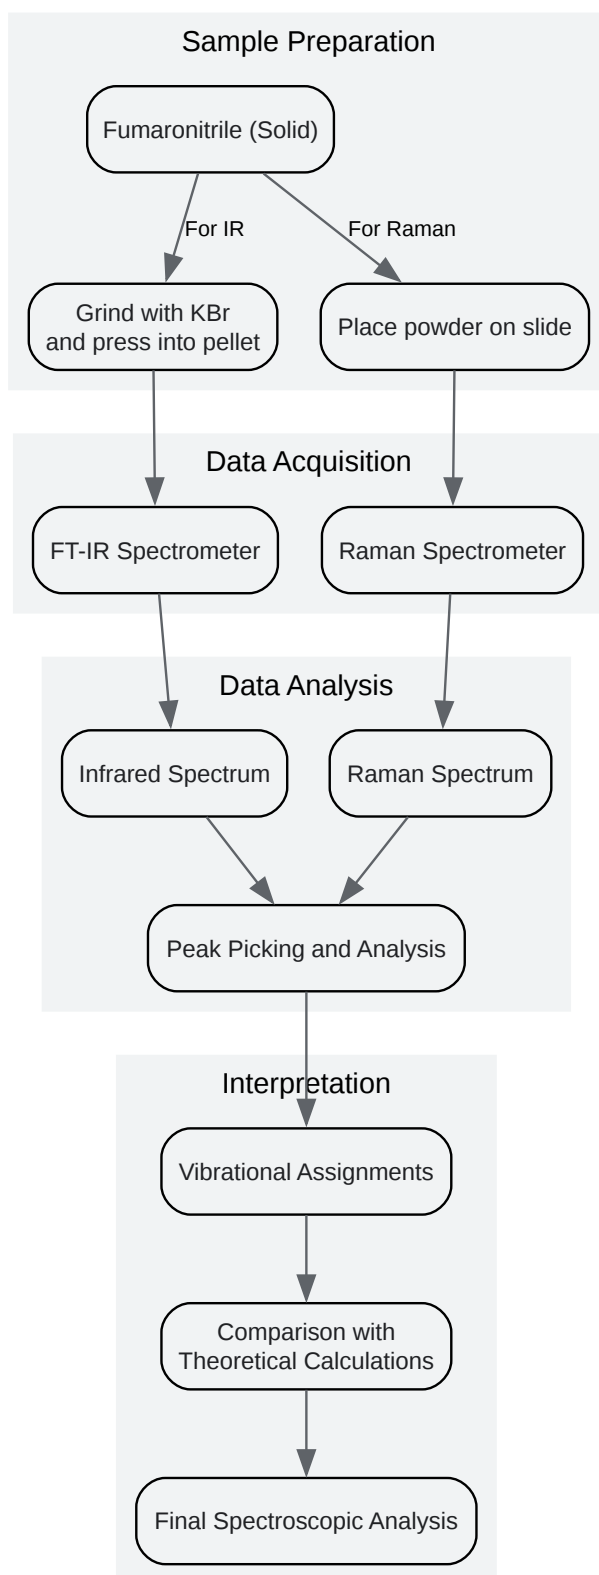 Sample Preparation
Fumaronitrile (Solid)
For IR
For Raman
Grind with KBr
and press into pellet
Place powder on slide
Data Acquisition
FT-IR Spectrometer
Raman Spectrometer
Data Analysis
Infrared Spectrum
Raman Spectrum
Peak Picking and Analysis
Interpretation
Vibrational Assignments
Comparison with
Theoretical Calculations
Final Spectroscopic Analysis